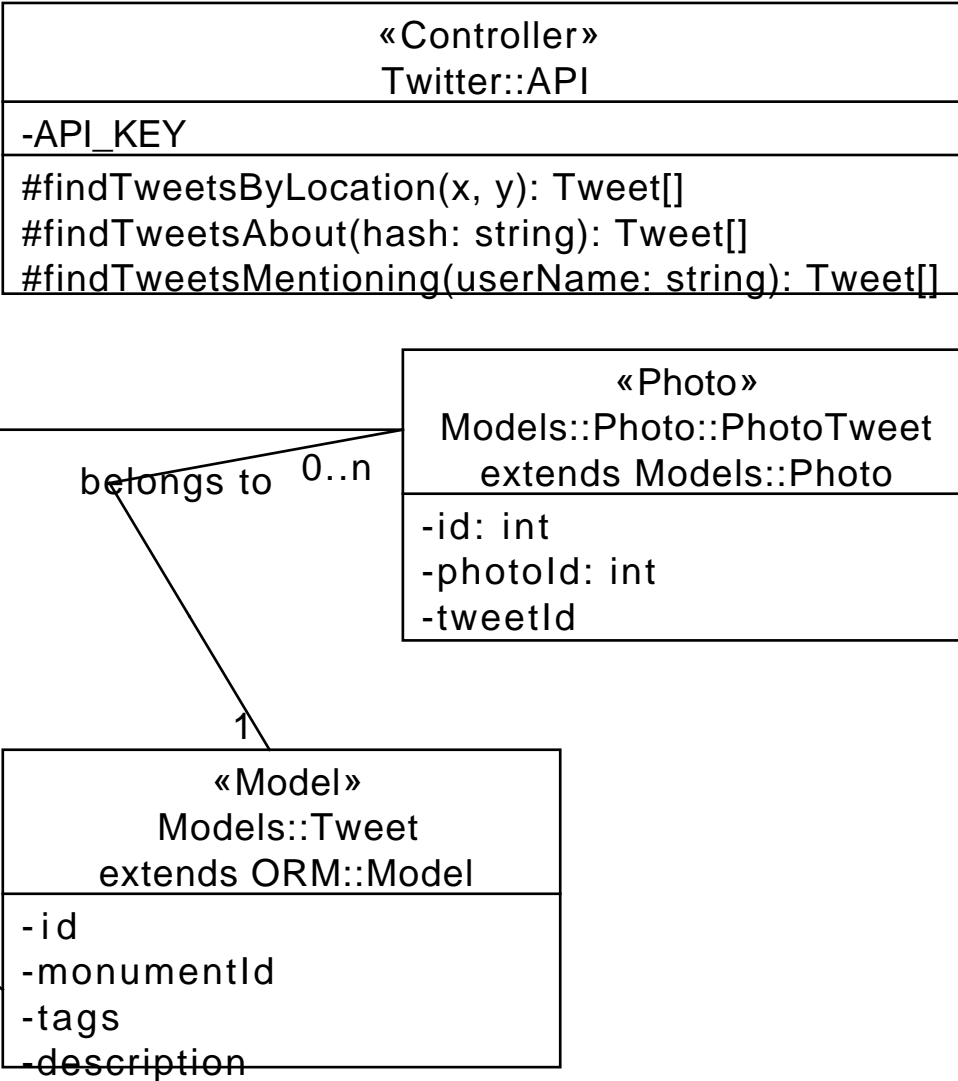 «Controller»
Twitter::API
-API_KEY
#findTweetsByLocation(x, y): Tweet[]
#findTweetsAbout(hash: string): Tweet[]
#findTweetsMentioning(userName: string): Tweet[]
«Photo»
Models::Photo::PhotoTweet
extends Models::Photo
belongs to 0..n
-id: int
-photoId: int
-tweetId
1
«Model»
Models::Tweet
extends ORM::Model
-id
-monumentId
-tags
-description